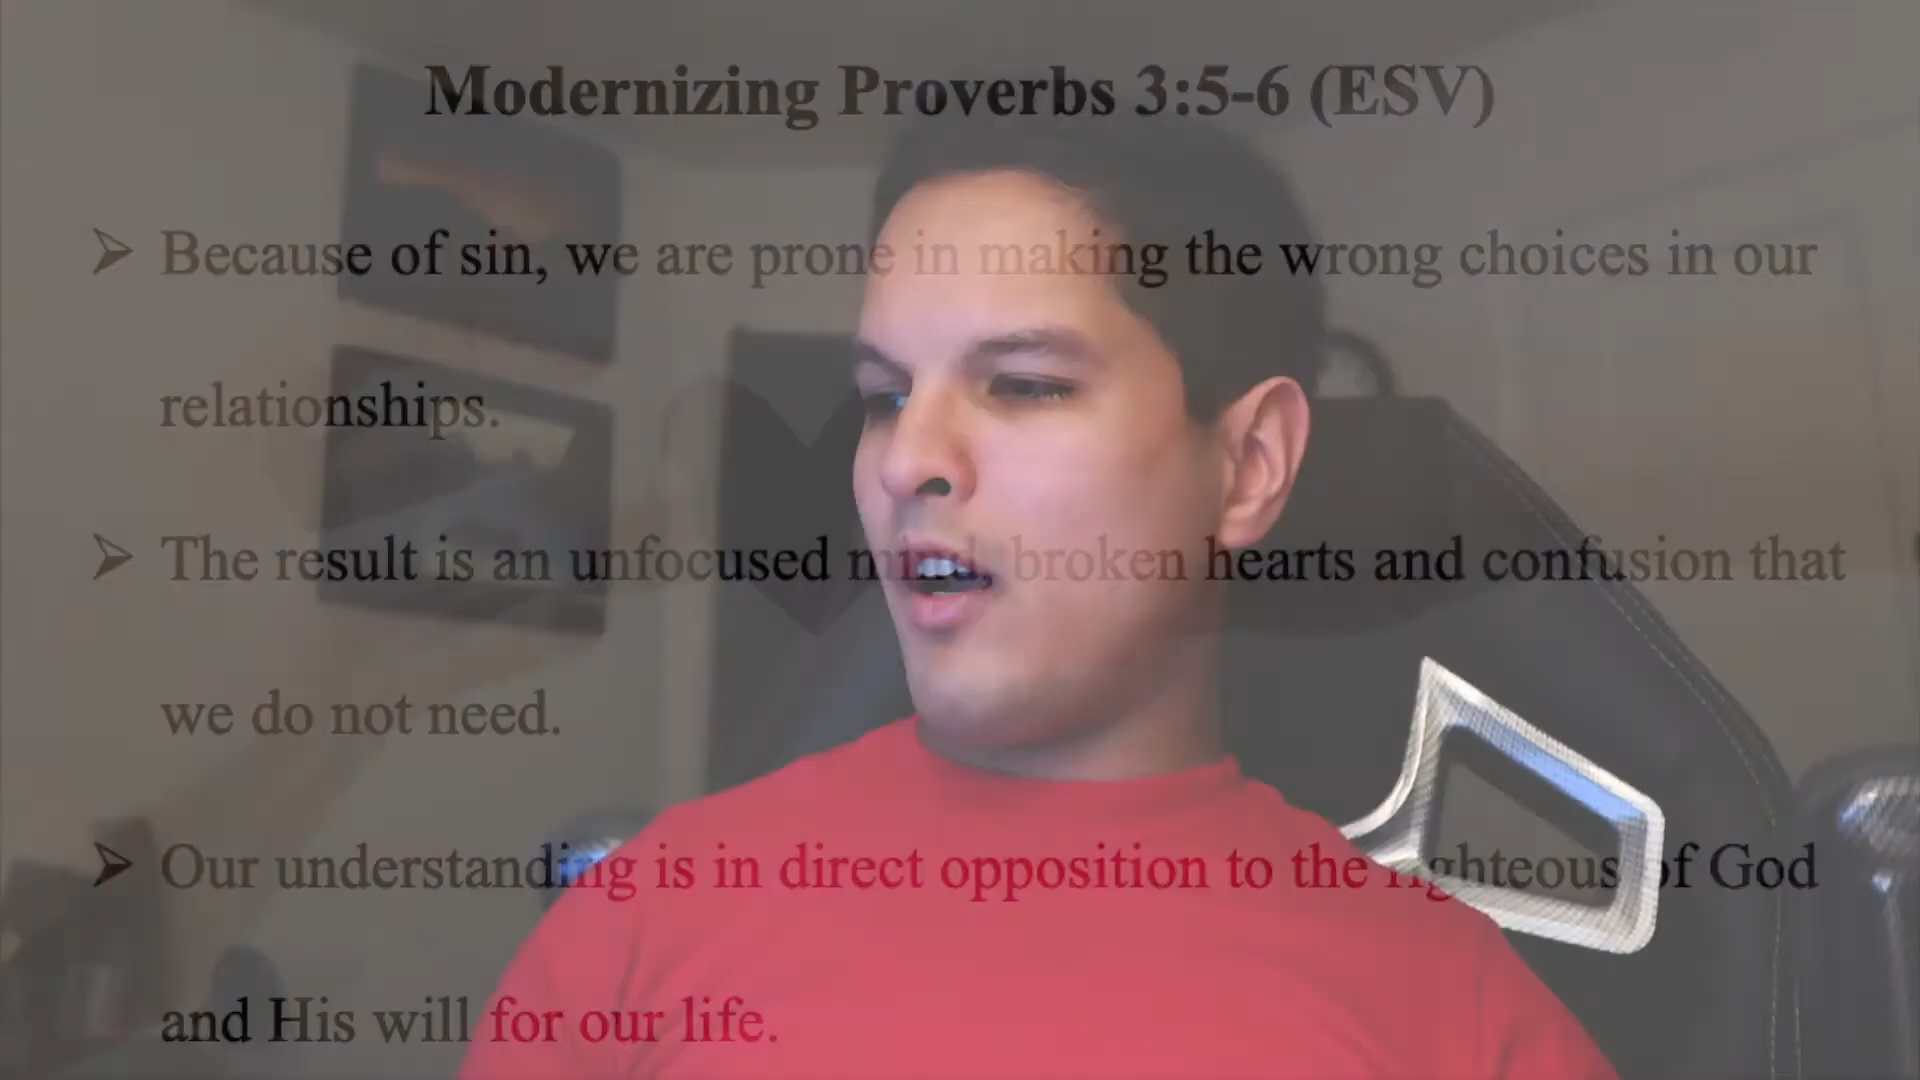 Modernizing Proverbs 3:5-6 (ESV)
Because of sin, we are prone in making the wrong choices in our
relationships.
The result is an unfocused broken hearts and confusion that
we do not need.
Our understanding is in direct opposition to the righteous of God
and His will for our life.